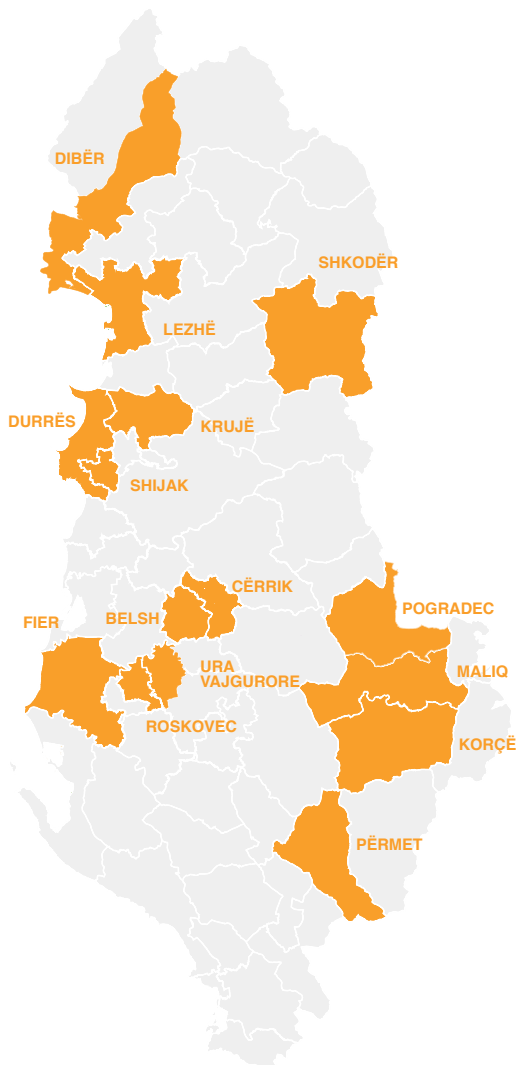 DIBËR
SHKODËR
LEZHË
DURRËS
KRUJË
SHIJAK
CËRRIK
POGRADEC
BELSH
FIER
URA
VAJGURORE
MALIQ
ROSKOVEC
KORÇË
PËRMET